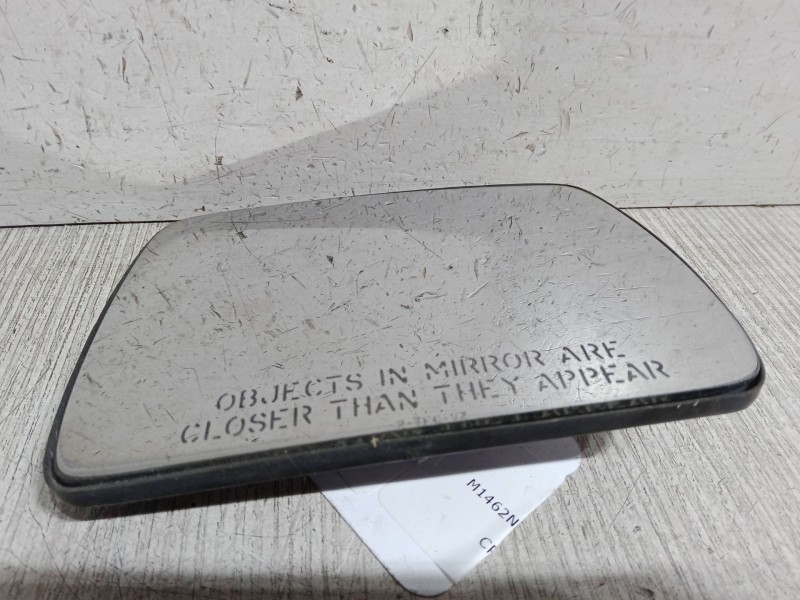 OBJECTS IN MIRROR ARE
CLOSER THAN THEY APPEAR
M1462N